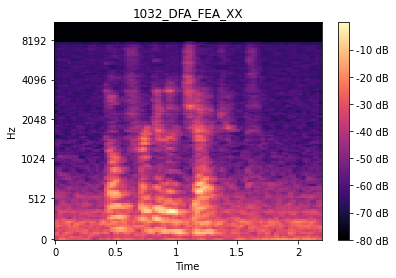 1032_DFA_FEA_XX
8192
4096
2048
1024
512
0
Hz
0
0.5
1
1.5
2
Time
-10 dB
-20 dB
-30 dB
-40 dB
-50 dB
-60 dB
-70 dB
-80 dB